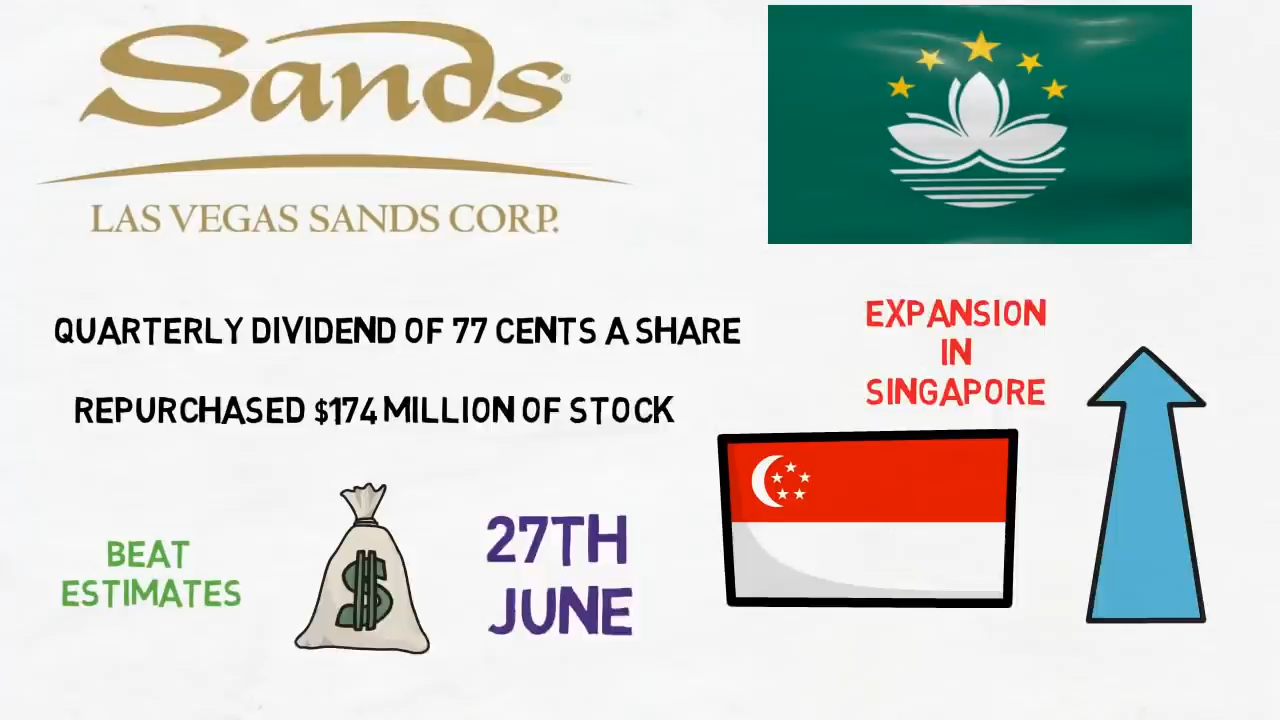 Sands®
LAS VEGAS SANDS CORP.
QUARTERLY DIVIDEND OF 77 CENTS A SHARE
REPURCHASED $174 MILLION OF STOCK
EXPANSION
IN
SINGAPORE
BEAT
ESTIMATES
$
27TH
JUNE